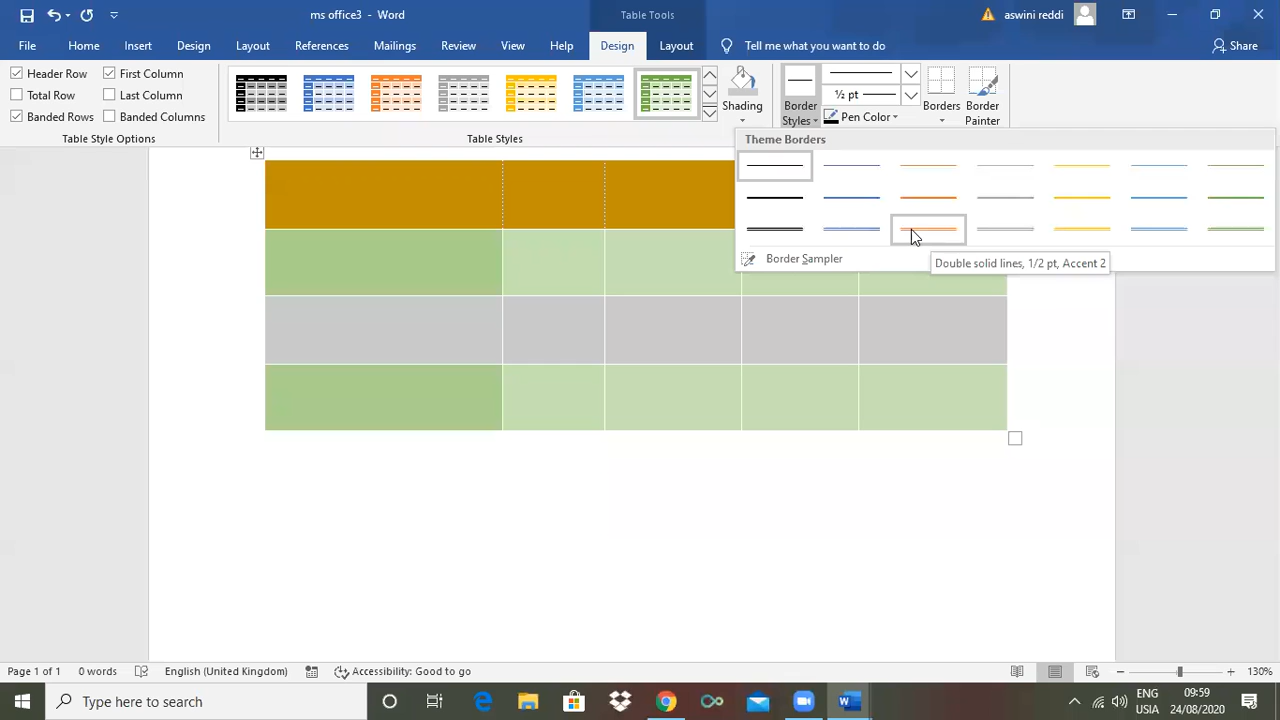 ms office3 - Word
Table Tools
aswini reddi
File Home Insert Design Layout References Mailings Review View Help Design Layout Tell me what you want to do Share
Header Row First Column
Total Row Last Column
Banded Rows Banded Columns
Table Style Options
Table Styles
Shading
Border Styles
½ pt
Pen Color
Borders
Border Painter
Theme Borders
Border Sampler
Double solid lines, 1/2 pt, Accent 2
Page 1 of 1 0 words English (United Kingdom) Accessibility: Good to go 130%
Type here to search
ENG
USIA
09:59
24/08/2020